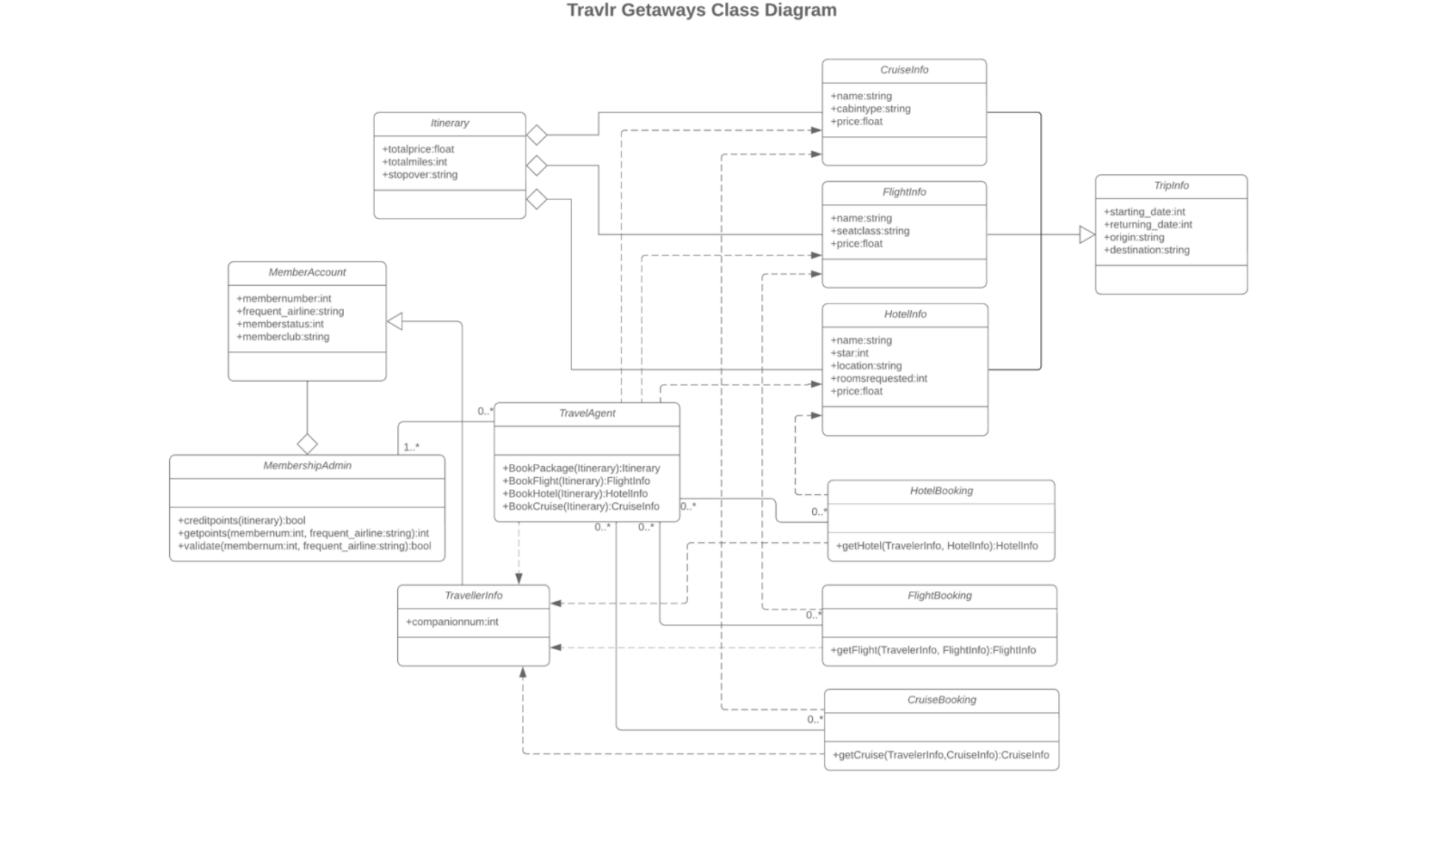 Travlr Getaways Class Diagram
CruiseInfo
+name:string
+cabintype:string
+price:float
Itinerary
+totalprice:float
+totalmiles:int
+stopover:string
FlightInfo
+name:string
+seatclass:string
+price:float
TripInfo
+starting_date:int
+returning_date:int
+origin:string
+destination:string
MemberAccount
+membernumber:int
+frequent_airline:string
+memberstatus:int
+memberclub:string
HotelInfo
+name:string
+star:int
+location:string
+roomsrequested:int
+price:float
0..*
1..*
TravelAgent
+BookPackage(Itinerary):Itinerary
+BookFlight(Itinerary):FlightInfo
+BookHotel(Itinerary):HotelInfo
+BookCruise(Itinerary):CruiseInfo
0..*
0..*
0..*
MembershipAdmin
+creditpoints(itinerary):bool
+getpoints(membernum:int, frequent_airline:string):int
+validate(membernum:int, frequent_airline:string):bool
HotelBooking
0..*
+getHotel(TravelerInfo, HotelInfo):HotelInfo
TravellerInfo
+companionnum:int
FlightBooking
0..*
+getFlight(TravelerInfo, FlightInfo):FlightInfo
CruiseBooking
0..*
+getCruise(TravelerInfo,CruiseInfo):CruiseInfo